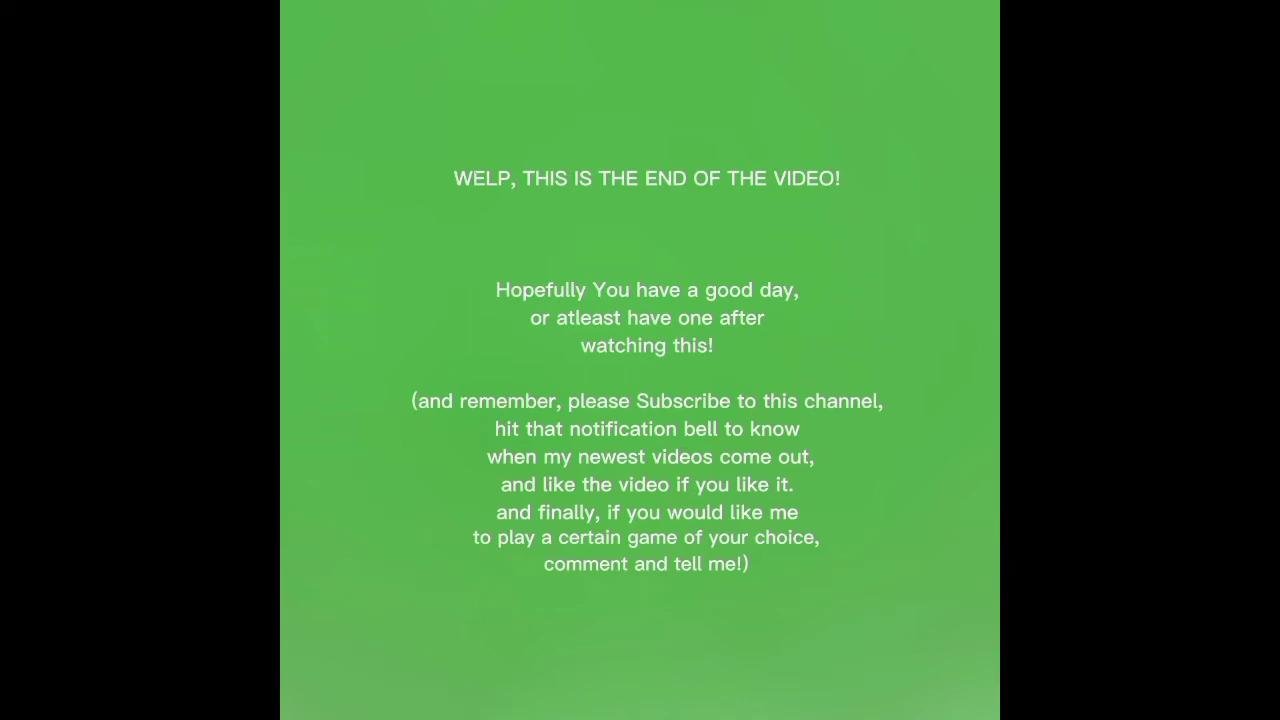 WELP, THIS IS THE END OF THE VIDEO!
Hopefully You have a good day,
or atleast have one after
watching this!
(and remember, please Subscribe to this channel,
hit that notification bell to know
when my newest videos come out,
and like the video if you like it.
and finally, if you would like me
to play a certain game of your choice,
comment and tell me!)